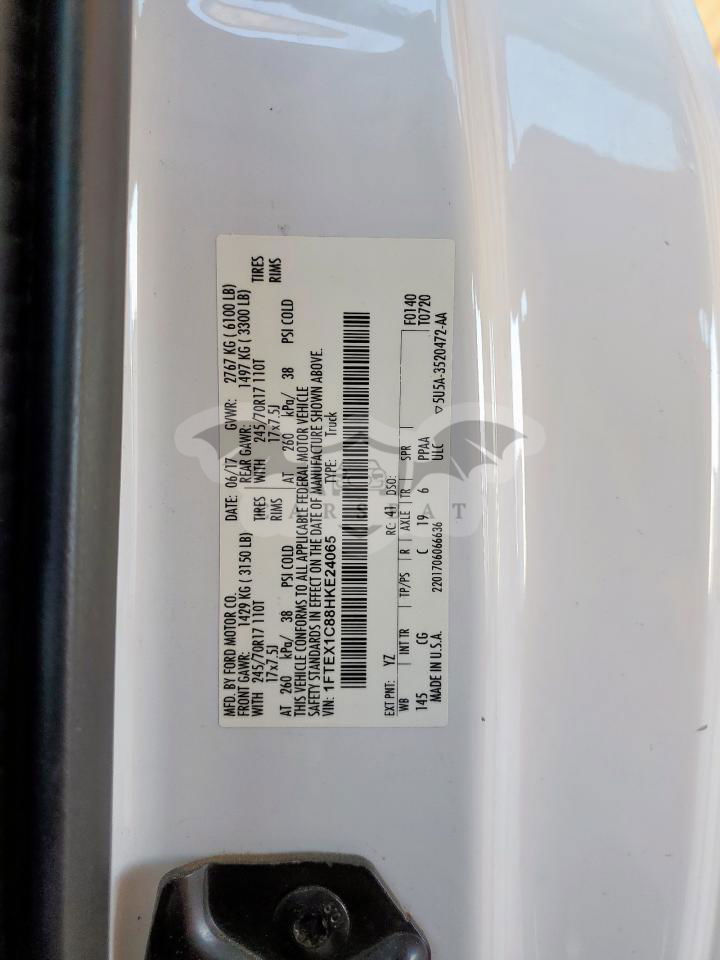 MFD. BY FORD MOTOR CO. DATE: 06/17 GVWR: 2767 KG ( 6100 LB)
FRONT GAWR: 1429 KG ( 3150 LB) REAR GAWR: 1497 KG ( 3300 LB)
WITH 245/70R17 110T TIRES WITH 245/70R17 110T TIRES
17x7.5J RIMS 17x7.5J RIMS
AT 260 kPa/ 38 PSI COLD AT 260 kPa/ 38 PSI COLD
THIS VEHICLE CONFORMS TO ALL APPLICABLE FEDERAL MOTOR VEHICLE
SAFETY STANDARDS IN EFFECT ON THE DATE OF MANUFACTURE SHOWN ABOVE.
VIN: 1FTEX1C88HKE24065 TYPE: Truck
EXT PNT: YZ RC: 41 DSO:
WB INT TR TP/PS R AXLE TR SPR F0140
145 CG C 19 6 PPAA T0720
MADE IN U.S.A. 2201706066636 ULC ▽5U5A-3520472-AA